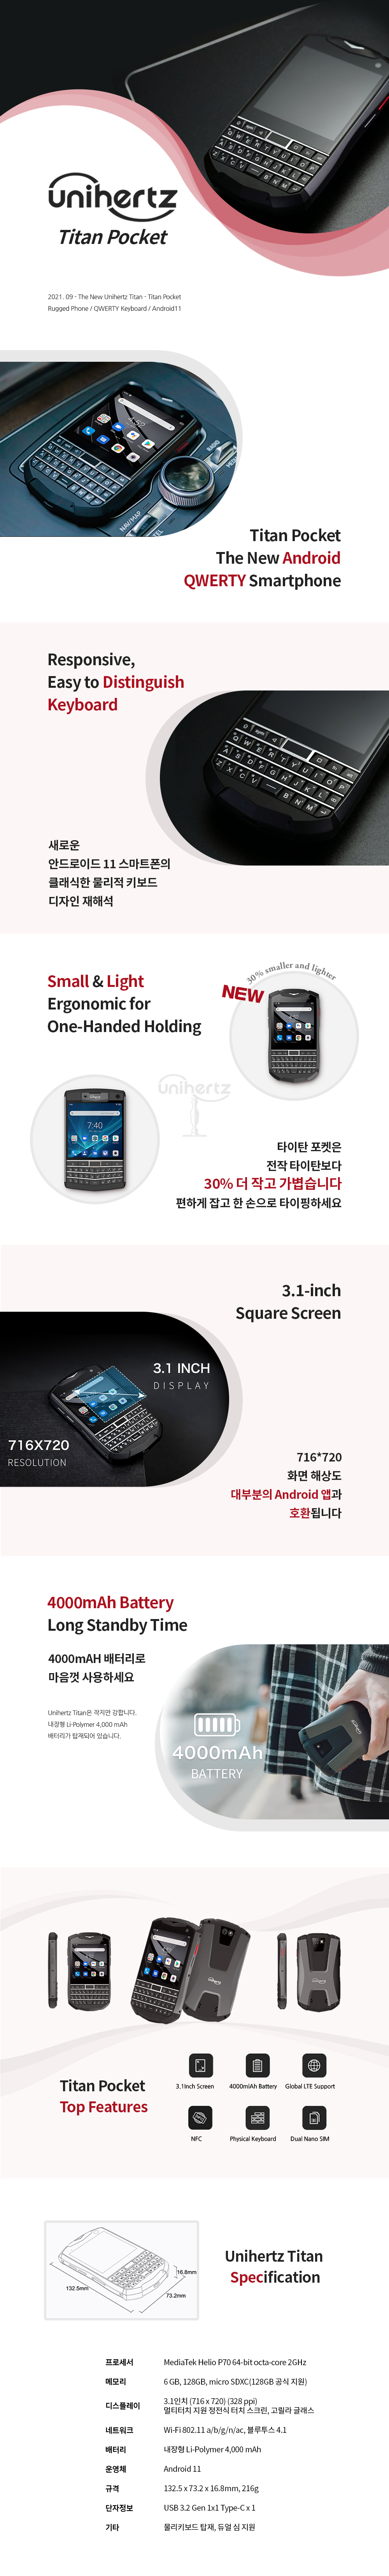 unihertz
Titan Pocket
2021. 09 - The New Unihertz Titan - Titan Pocket
Rugged Phone / QWERTY Keyboard / Android11
Titan Pocket
The New Android
QWERTY Smartphone
Responsive,
Easy to Distinguish
Keyboard
새로운
안드로이드 11 스마트폰의
클래식한 물리적 키보드
디자인 재해석
Small & Light
Ergonomic for
One-Handed Holding
30% smaller and lighter
NEW
unihertz
7:40
타이탄 포켓은
전작 타이탄보다
30% 더 작고 가볍습니다
편하게 잡고 한 손으로 타이핑하세요
3.1-inch
Square Screen
3.1 INCH
DISPLAY
716X720
RESOLUTION
716*720
화면 해상도
대부분의 Android 앱과
호환됩니다
4000mAh Battery
Long Standby Time
4000mAH 배터리로
마음껏 사용하세요
Unihertz Titan은 작지만 강합니다.
내장형 Li-Polymer 4,000 mAh
배터리가 탑재되어 있습니다.
4000mAh
BATTERY
Titan Pocket
Top Features
3.1Inch Screen
4000mlAh Battery
Global LTE Support
NFC
Physical Keyboard
Dual Nano SIM
132.5mm
73.2mm
16.8mm
Unihertz Titan
Specification
프로세서 MediaTek Helio P70 64-bit octa-core 2GHz
메모리 6 GB, 128GB, micro SDXC(128GB 공식 지원)
디스플레이 3.1인치 (716 x 720) (328 ppi)
멀티터치 지원 정전식 터치 스크린, 고릴라 글래스
네트워크 Wi-Fi 802.11 a/b/g/n/ac, 블루투스 4.1
배터리 내장형 Li-Polymer 4,000 mAh
운영체 Android 11
규격 132.5 x 73.2 x 16.8mm, 216g
단자정보 USB 3.2 Gen 1x1 Type-C x 1
기타 물리키보드 탑재, 듀얼 심 지원